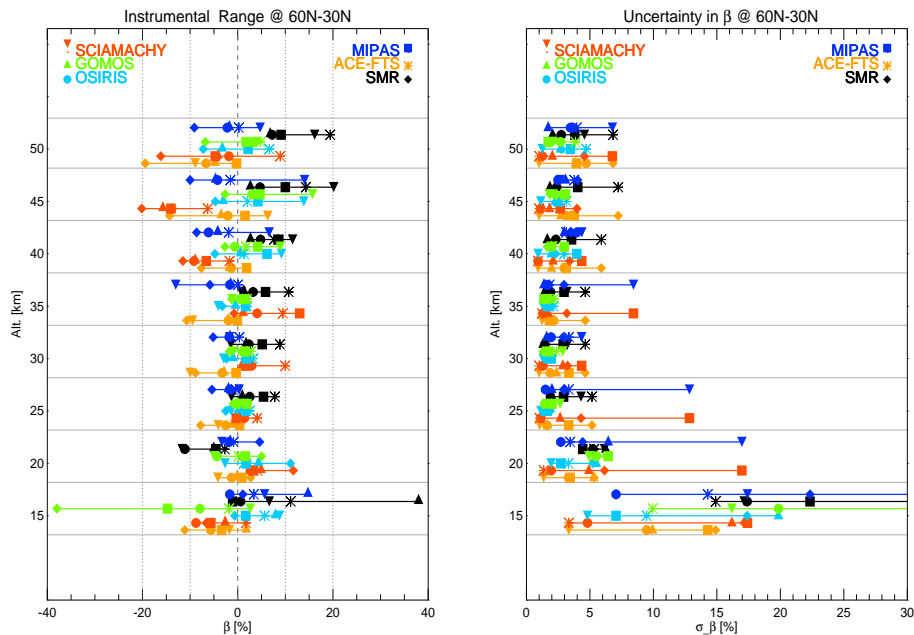 Instrumental Range @ 60N-30N
SCIAMACHY
GOMOS
OSIRIS
MIPAS
ACE-FTS
SMR
Alt. [km]
50
45
40
35
30
25
20
15
-40
-20
0
20
40
β [%]
Uncertainty in β @ 60N-30N
SCIAMACHY
GOMOS
OSIRIS
MIPAS
ACE-FTS
SMR
Alt. [km]
50
45
40
35
30
25
20
15
0
5
10
15
20
25
30
σ_β [%]